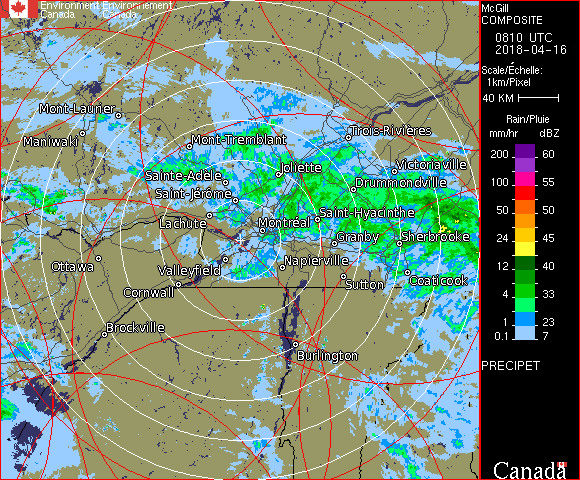 Environment Environnement
Canada Canada
Mont-Laurier
Maniwaki
Mont-Tremblant
Trois-Rivières
Sainte-Adèle
Joliette
Victoriaville
Saint-Jérôme
Drummondville
Lachute
Montréal
Saint-Hyacinthe
Granby
Sherbrooke
Ottawa
Valleyfield
Napierville
Cornwall
Sutton
Coaticook
Brockville
Burlington
McGill
COMPOSITE
0810 UTC
2018-04-16
Scale/Échelle:
1km/Pixel
40 KM
Rain/Pluie
mm/hr dBZ
200 60
100 55
50 50
24 45
12 40
4 33
1 23
0.1 7
PRECIPET
Canada